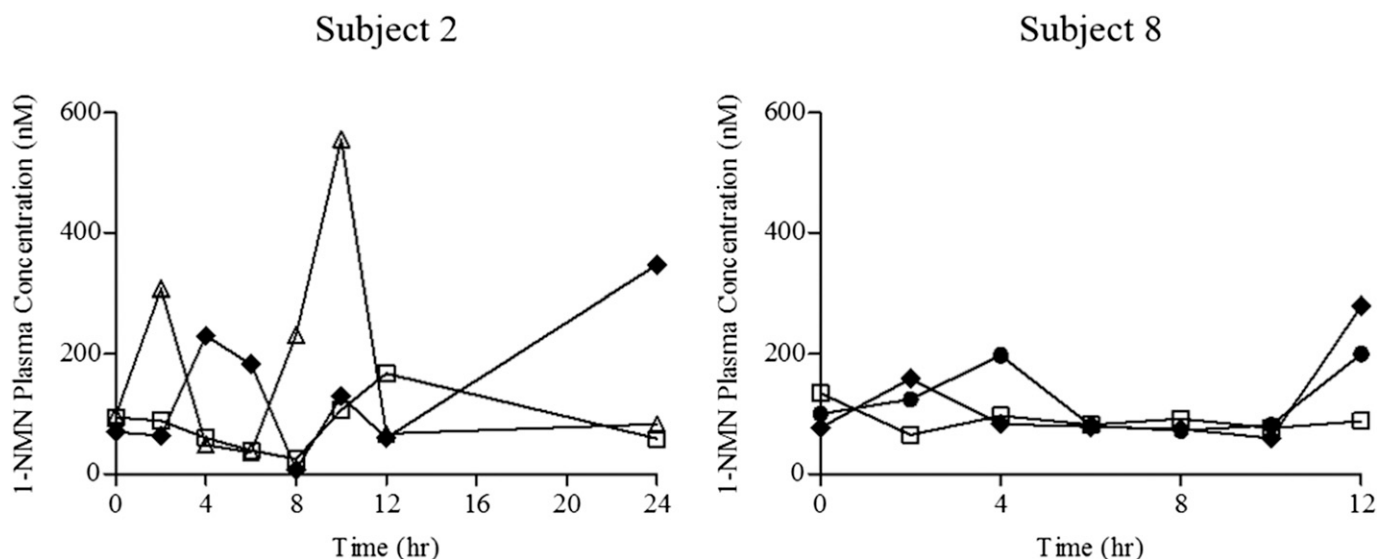 Subject 2
1-NMN Plasma Concentration (nM)
600
400
200
0
0 4 8 12 16 20 24
Time (hr)
Subject 8
1-NMN Plasma Concentration (nM)
600
400
200
0
0 4 8 12
Time (hr)